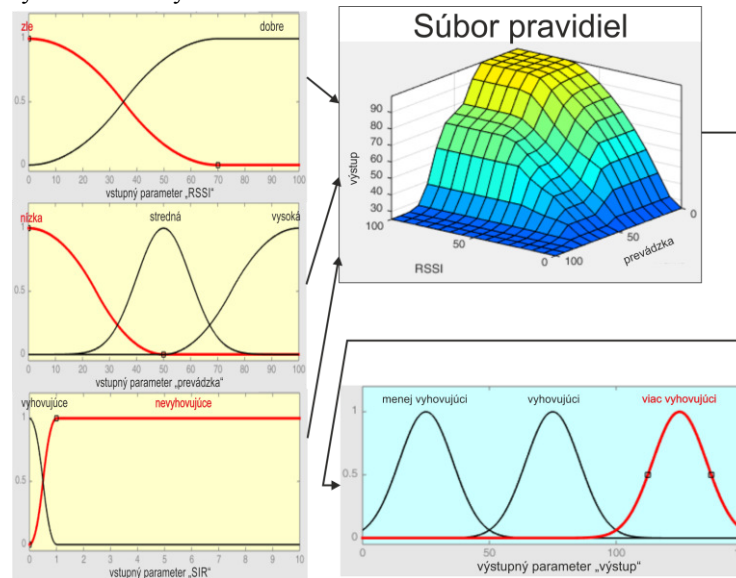 zle
dobre
1
0.5
0
0 10 20 30 40 50 60 70 80 90 100
vstupný parameter „RSSI“
nízka
stredná
vysoká
1
0.5
0
0 10 20 30 40 50 60 70 80 90 100
vstupný parameter „prevádzka“
vyhovujúce
nevyhovujúce
1
0.5
0
0 1 2 3 4 5 6 7 8 9 10
vstupný parameter „SIR“
Súbor pravidiel
90
80
70
60
50
40
30
výstup
100
50
0
RSSI
100
50
0
prevádzka
menej vyhovujúci
vyhovujúci
viac vyhovujúci
1
0.5
0
0 50 100
výstupný parameter „výstup“